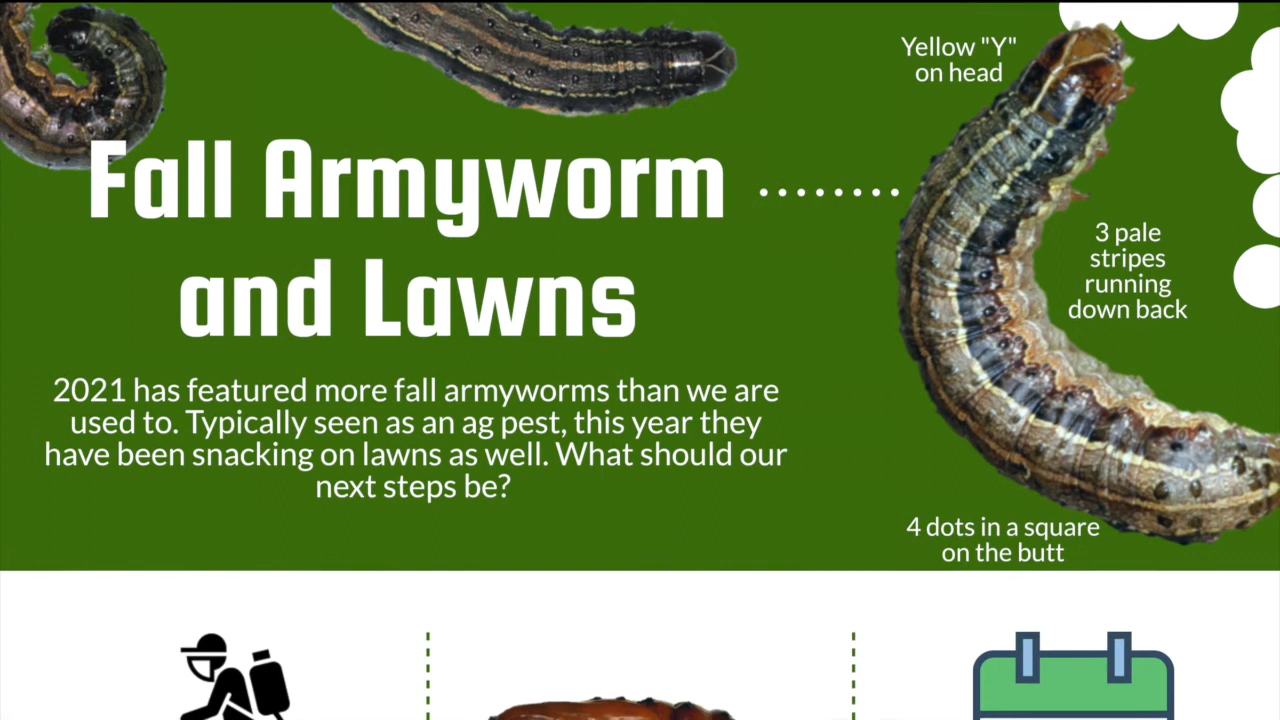 Fall Armyworm
and Lawns
2021 has featured more fall armyworms than we are
used to. Typically seen as an ag pest, this year they
have been snacking on lawns as well. What should our
next steps be?
Yellow "Y"
on head
3 pale
stripes
running
down back
4 dots in a square
on the butt